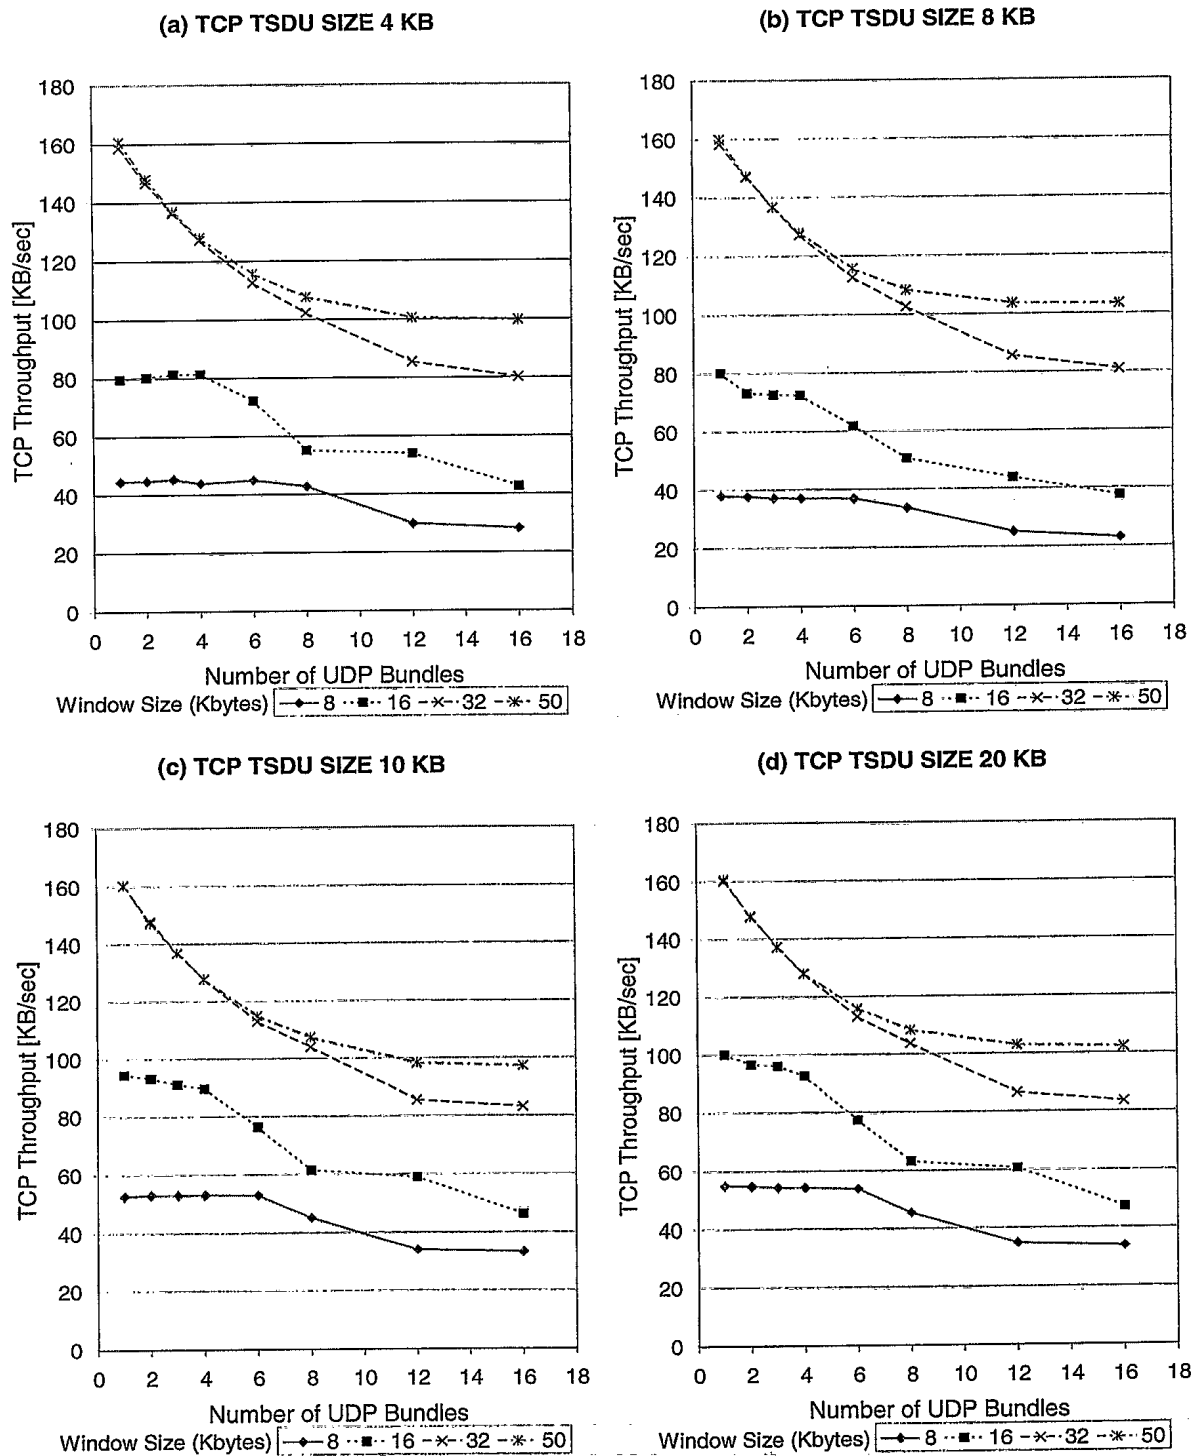 (a) TCP TSDU SIZE 4 KB
180
160
140
120
100
80
60
40
20
0
TCP Throughput [KB/sec]
0 2 4 6 8 10 12 14 16 18
Number of UDP Bundles
Window Size (Kbytes) 8 16 32 50
(b) TCP TSDU SIZE 8 KB
180
160
140
120
100
80
60
40
20
0
TCP Throughput [KB/sec]
0 2 4 6 8 10 12 14 16 18
Number of UDP Bundles
Window Size (Kbytes) 8 16 32 50
(c) TCP TSDU SIZE 10 KB
180
160
140
120
100
80
60
40
20
0
TCP Throughput [KB/sec]
0 2 4 6 8 10 12 14 16 18
Number of UDP Bundles
Window Size (Kbytes) 8 16 32 50
(d) TCP TSDU SIZE 20 KB
180
160
140
120
100
80
60
40
20
0
TCP Throughput [KB/sec]
0 2 4 6 8 10 12 14 16 18
Number of UDP Bundles
Window Size (Kbytes) 8 16 32 50